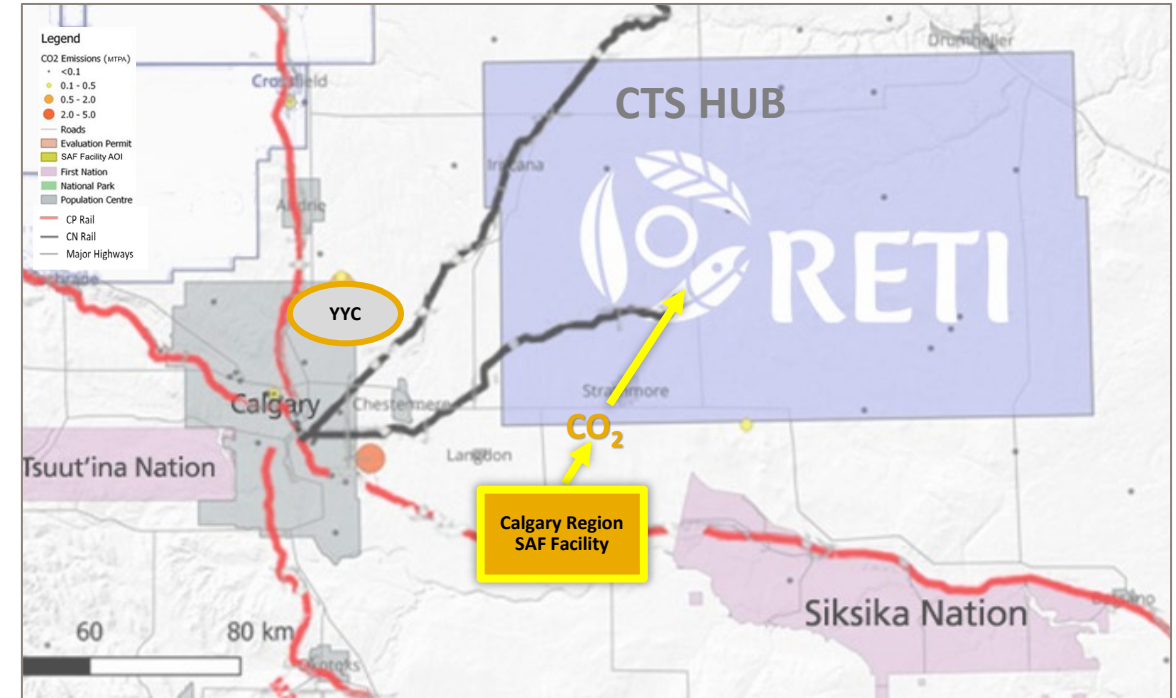 Legend
CO2 Emissions (MTPA)
<0.1
0.1 - 0.5
0.5 - 2.0
2.0 - 5.0
Roads
Evaluation Permit
SAF Facility AOI
First Nation
National Park
Population Centre
CP Rail
CN Rail
Major Highways
Crossfield
Drumheller
CTS HUB
Irricana
Airdrie
RETI
Cochrane
YYC
Strathmore
Calgary
Chestermere
CO₂
Langdon
Tsuut'ina Nation
Calgary Region
SAF Facility
Siksika Nation
60
80 km
Okotoks